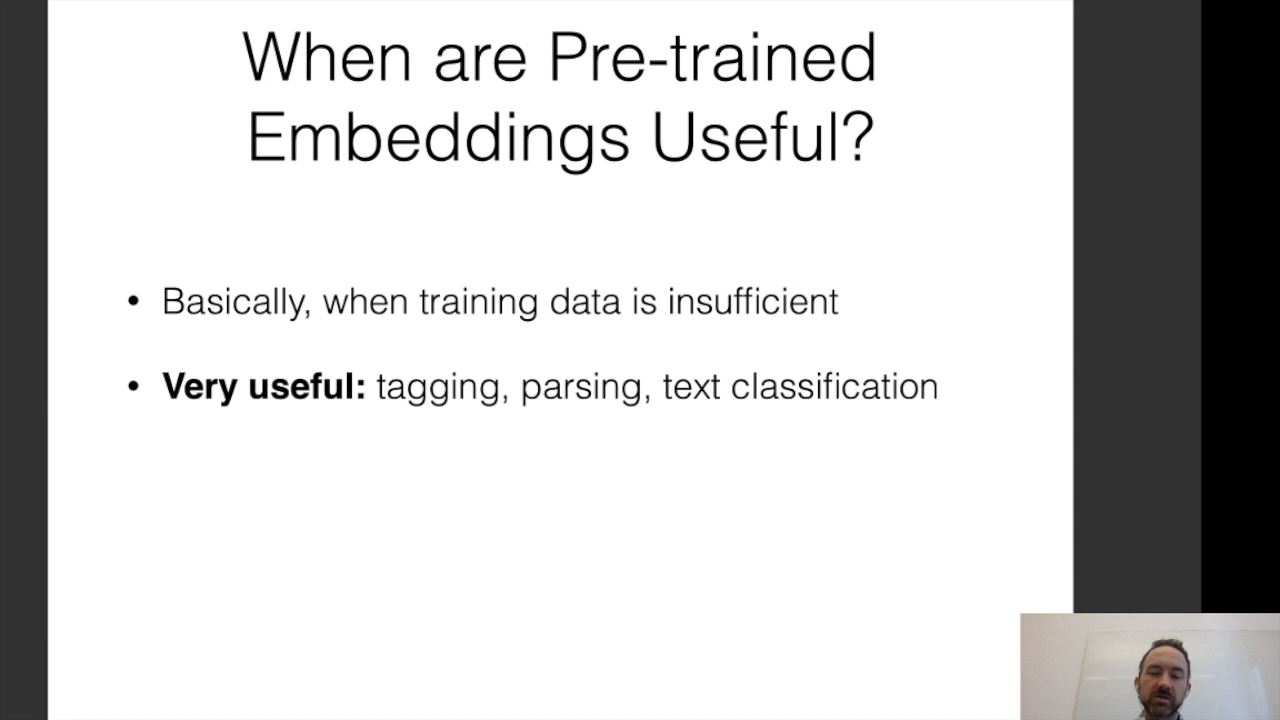 When are Pre-trained
Embeddings Useful?
• Basically, when training data is insufficient
• Very useful: tagging, parsing, text classification